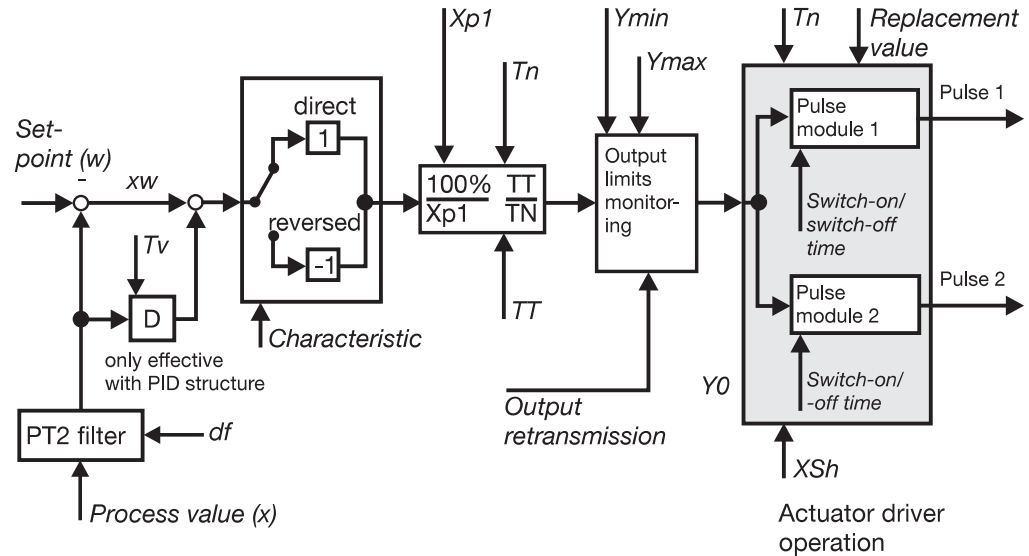 Xp1
Ymin
Tn
Replacement
value
Ymax
Tn
Pulse 1
direct
Pulse
module 1
Set-
point (w)
1
-
xw
Output
limits
monitor-
ing
100% TT
Xp1 TN
Switch-on/
switch-off
time
reversed
Tv
-1
Pulse 2
D
TT
Pulse
module 2
Characteristic
only effective
with PID structure
Y0
Switch-on/
-off time
Output
retransmission
PT2 filter
df
XSh
Process value (x)
Actuator driver
operation